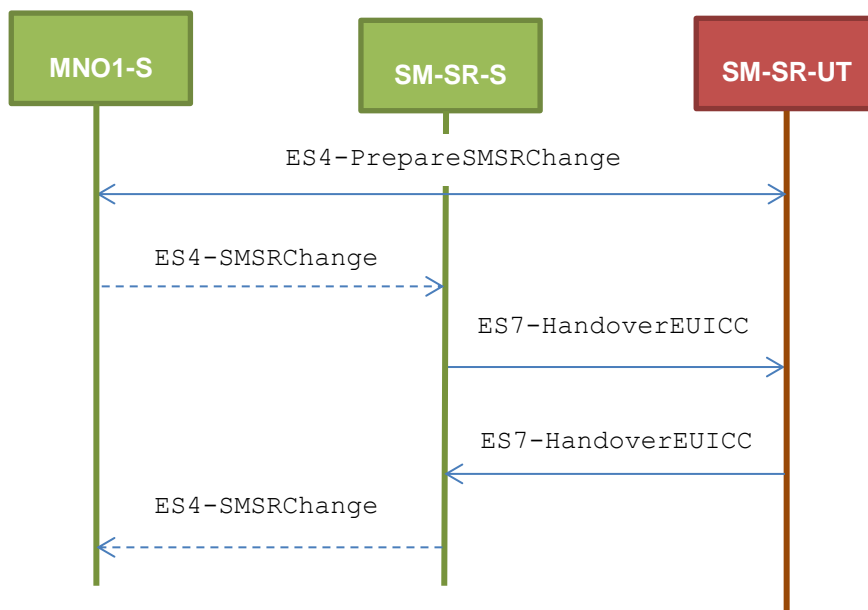 MNO1-S
SM-SR-S
SM-SR-UT
ES4-PrepareSMSRChange
ES4-SMSRChange
ES7-HandoverEUICC
ES7-HandoverEUICC
ES4-SMSRChange